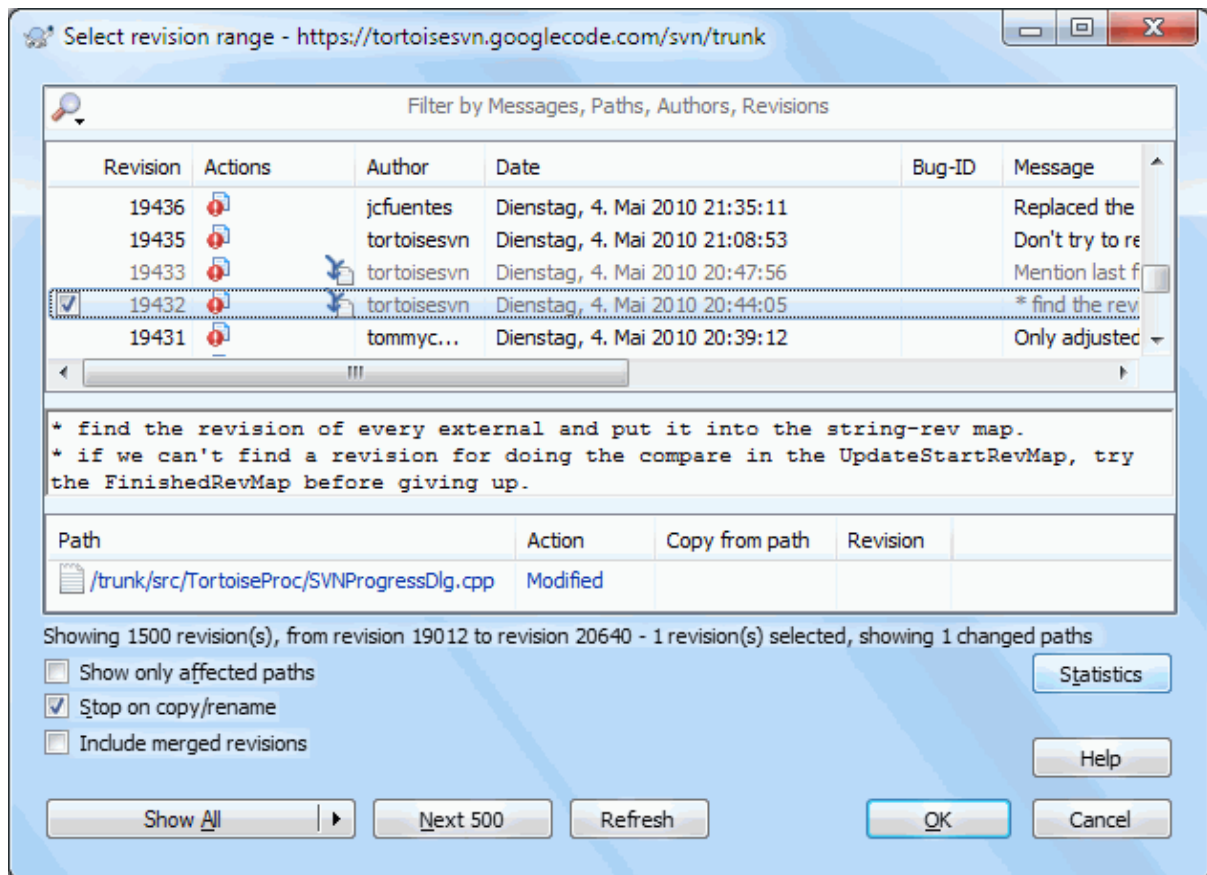 Select revision range - https://tortoisesvn.googlecode.com/svn/trunk
Filter by Messages, Paths, Authors, Revisions
Revision Actions Author Date Bug-ID Message
19436 jcfuentes Dienstag, 4. Mai 2010 21:35:11 Replaced the
19435 tortoisesvn Dienstag, 4. Mai 2010 21:08:53 Don't try to re
19433 tortoisesvn Dienstag, 4. Mai 2010 20:47:56 Mention last f
19432 tortoisesvn Dienstag, 4. Mai 2010 20:44:05 * find the rev
19431 tommyc... Dienstag, 4. Mai 2010 20:39:12 Only adjusted
* find the revision of every external and put it into the string-rev map.
* if we can't find a revision for doing the compare in the UpdateStartRevMap, try
the FinishedRevMap before giving up.
Path Action Copy from path Revision
/trunk/src/TortoiseProc/SVNProgressDlg.cpp Modified
Showing 1500 revision(s), from revision 19012 to revision 20640 - 1 revision(s) selected, showing 1 changed paths
Show only affected paths
Statistics
Stop on copy/rename
Include merged revisions
Help
Show All Next 500 Refresh OK Cancel